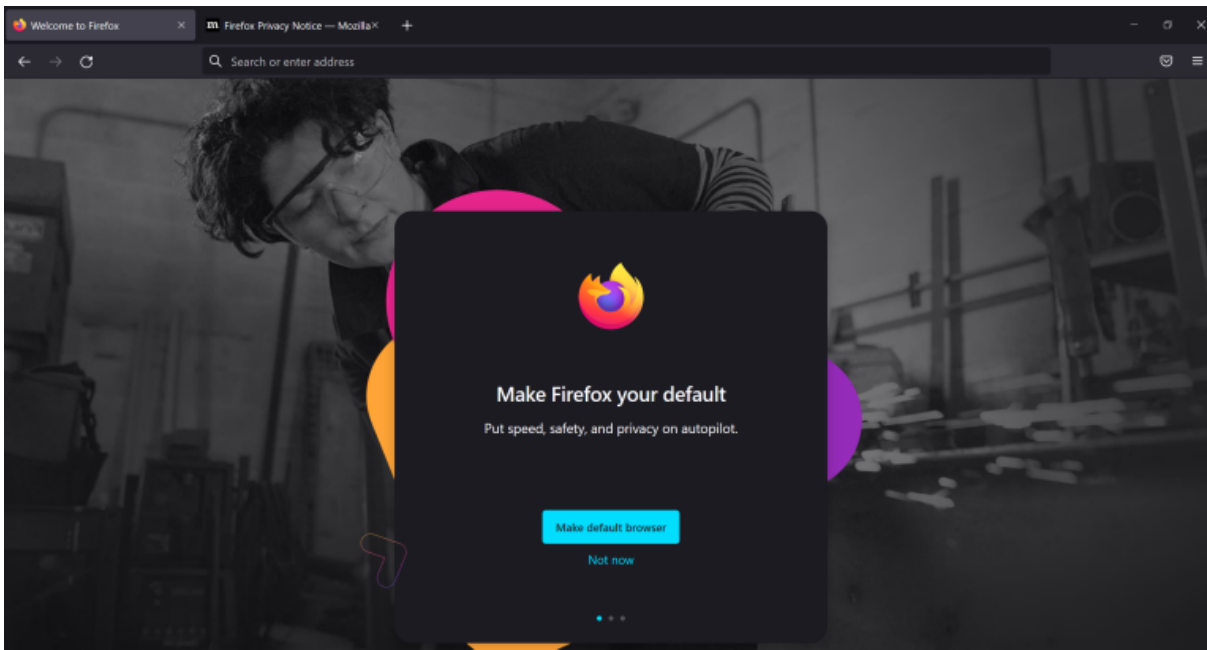 Welcome to Firefox
m Firefox Privacy Notice — Mozilla
Search or enter address
Make Firefox your default
Put speed, safety, and privacy on autopilot.
Make default browser
Not now